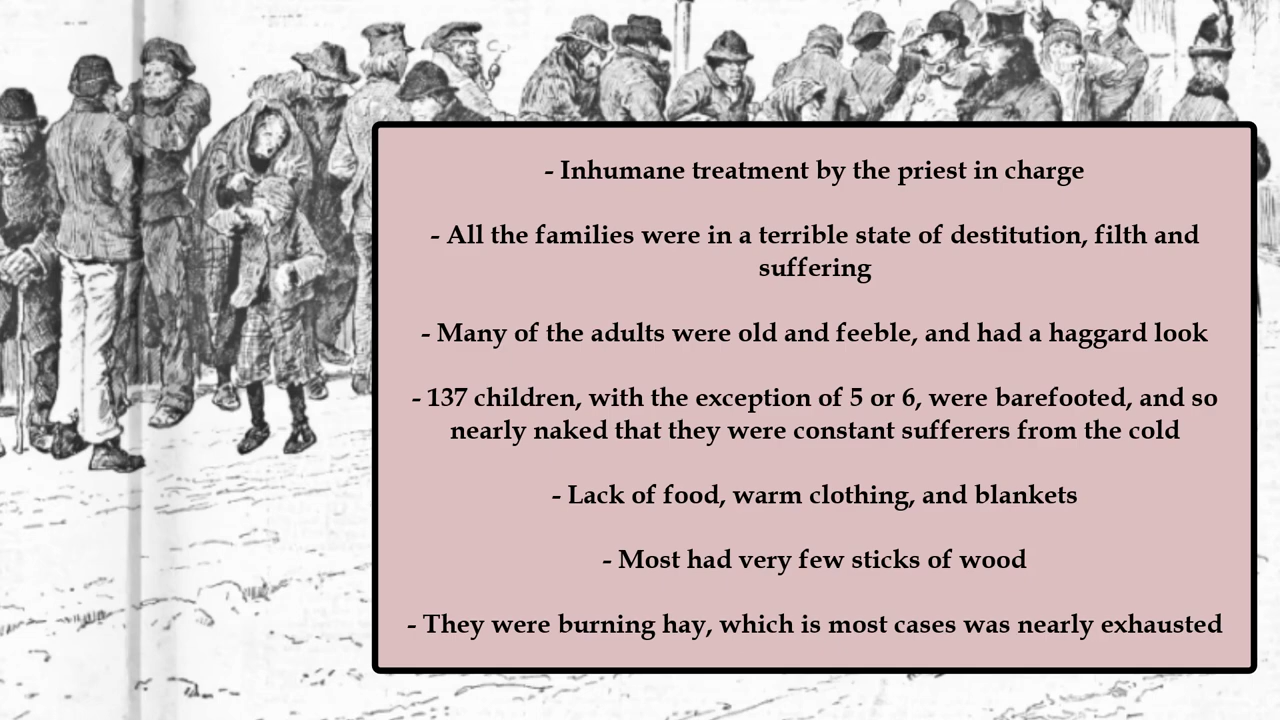 - Inhumane treatment by the priest in charge
- All the families were in a terrible state of destitution, filth and
suffering
- Many of the adults were old and feeble, and had a haggard look
- 137 children, with the exception of 5 or 6, were barefooted, and so
nearly naked that they were constant sufferers from the cold
- Lack of food, warm clothing, and blankets
- Most had very few sticks of wood
- They were burning hay, which is most cases was nearly exhausted